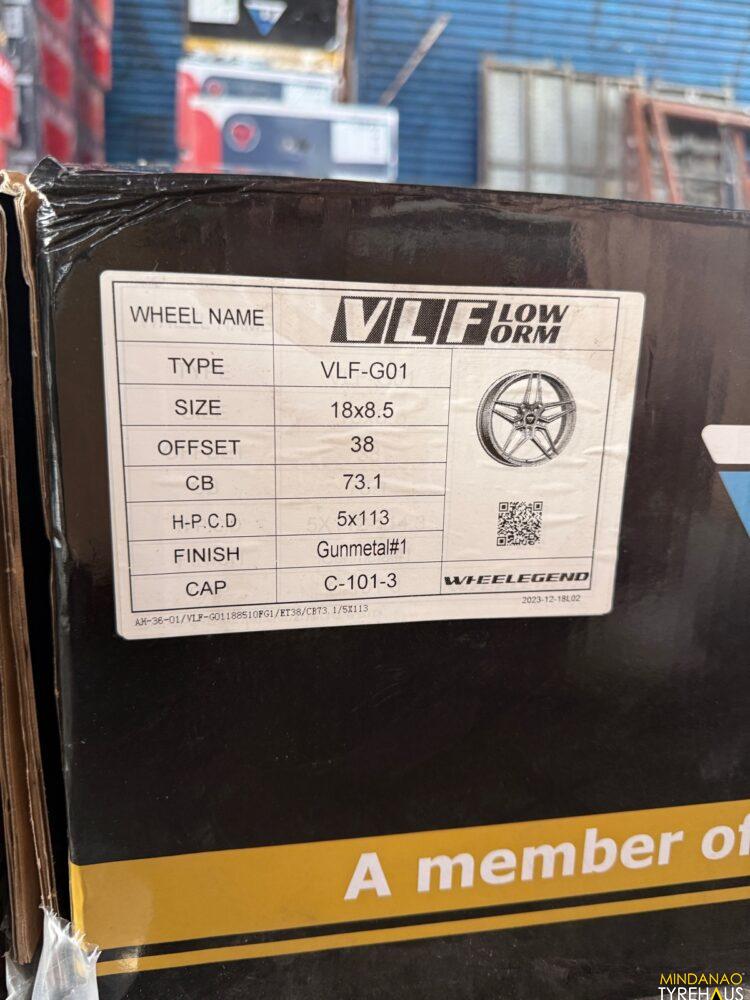 WHEEL NAME VLFLOW FORM
TYPE VLF-G01
SIZE 18x8.5
OFFSET 38
CB 73.1
H-P.C.D 5x113
FINISH Gunmetal#1
CAP C-101-3
WHEELEGEND
AH-36-01/VLF-G01188510FG1/ET38/CB73.1/5X113
2023-12-18L02
A member of
MINDANAO
TYREHAUS